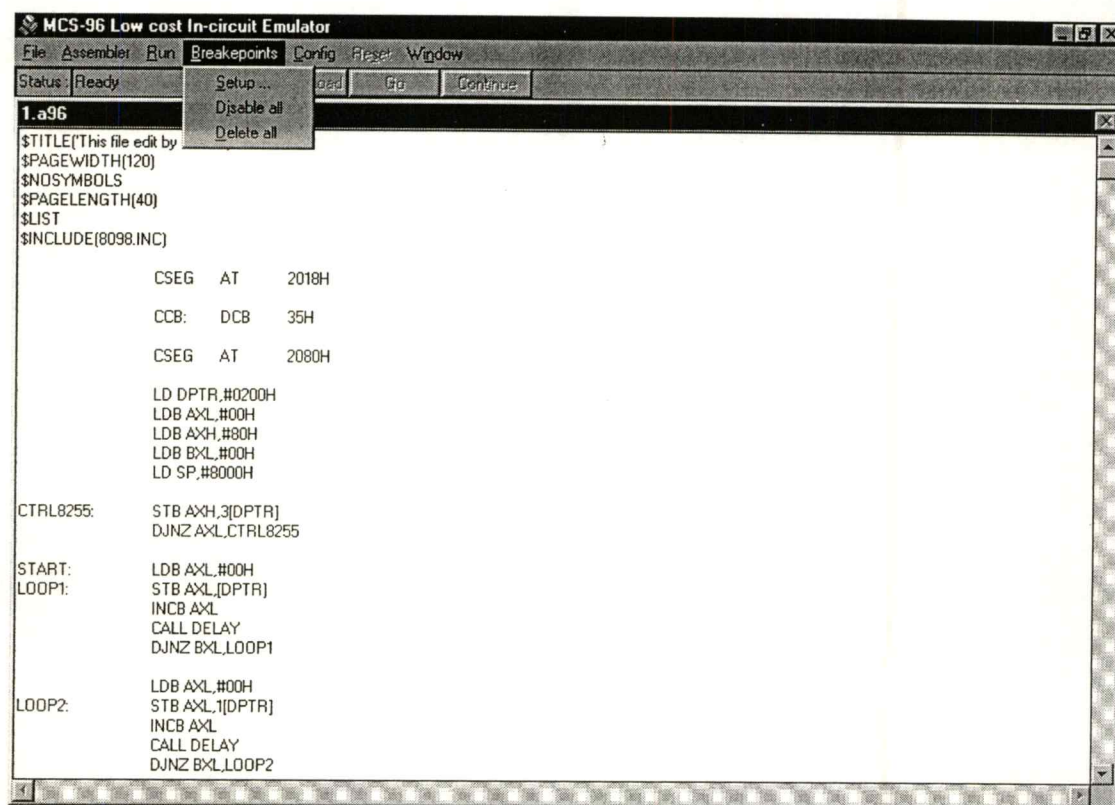 MCS-96 Low cost In-circuit Emulator
File Assembler Run Breakepoints Config Reset Window
Status : Ready Go Continue
Setup ...
Disable all
Delete all
1.a96
$TITLE('This file edit by
$PAGEWIDTH(120)
$NOSYMBOLS
$PAGELENGTH(40)
$LIST
$INCLUDE(8098.INC)
CSEG AT 2018H
CCB: DCB 35H
CSEG AT 2080H
LD DPTR,#0200H
LDB AXL,#00H
LDB AXH,#80H
LDB BXL,#00H
LD SP,#8000H
CTRL8255: STB AXH,3[DPTR]
DJNZ AXL,CTRL8255
START: LDB AXL,#00H
LOOP1: STB AXL,[DPTR]
INCB AXL
CALL DELAY
DJNZ BXL,LOOP1
LDB AXL,#00H
LOOP2: STB AXL,1[DPTR]
INCB AXL
CALL DELAY
DJNZ BXL,LOOP2